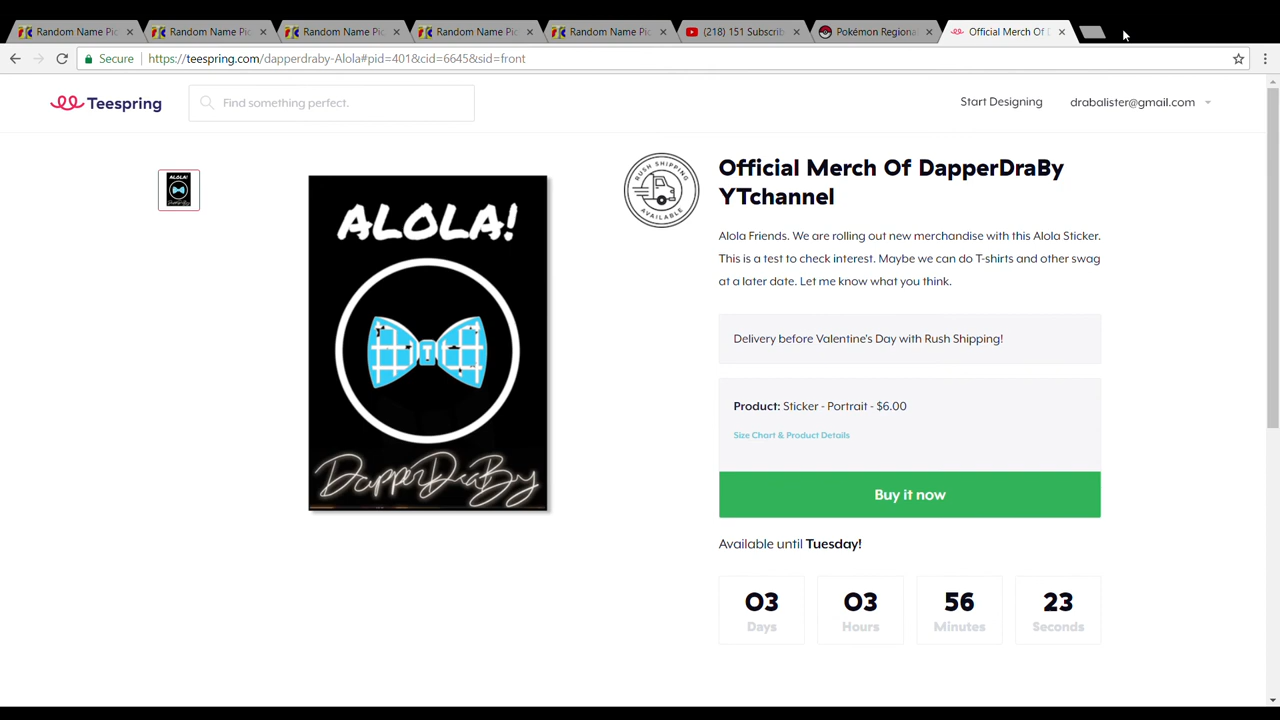 Random Name Pic
Random Name Pic
Random Name Pic
Random Name Pic
Random Name Pic
(218) 151 Subscrib
Pokémon Regional
Official Merch Of D
Secure
https://teespring.com/dapperdraby-Alola#pid=401&cid=6645&sid=front
Teespring
Find something perfect.
Start Designing
drabalister@gmail.com
ALOLA!
DapperDraBy
ALOLA!
T
DapperDraBy
RUSH SHIPPING
AVAILABLE
Official Merch Of DapperDraBy
YTchannel
Alola Friends. We are rolling out new merchandise with this Alola Sticker.
This is a test to check interest. Maybe we can do T-shirts and other swag
at a later date. Let me know what you think.
Delivery before Valentine's Day with Rush Shipping!
Product: Sticker - Portrait - $6.00
Size Chart & Product Details
Buy it now
Available until Tuesday!
03 03 56 23
Days Hours Minutes Seconds